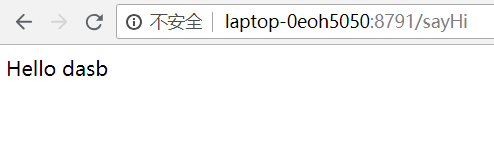 不安全 laptop-0eoh5050:8791/sayHi
Hello dasb